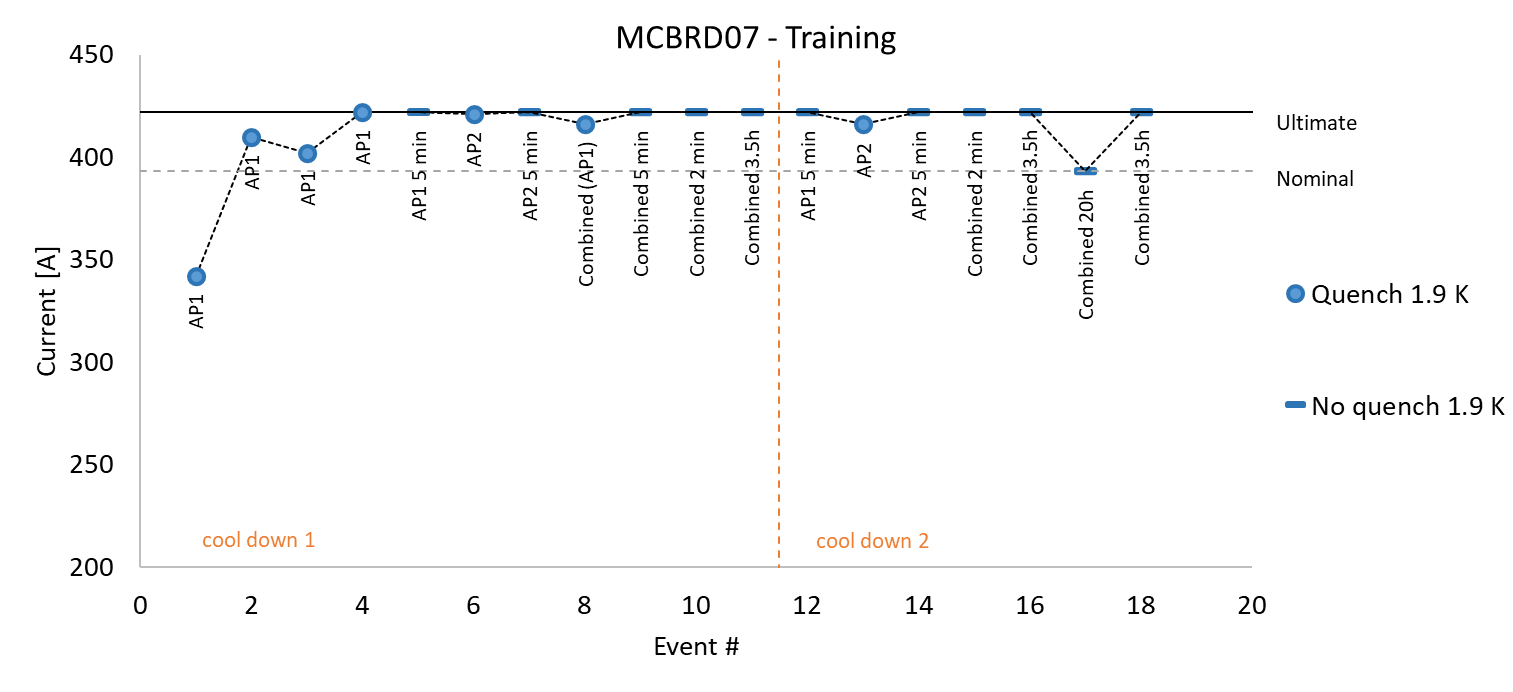 MCBRD07 - Training
450
400
350
300
250
200
Current [A]
AP1
AP1
AP1
AP1
AP1 5 min
AP2
AP2 5 min
Combined (AP1)
Combined 5 min
Combined 2 min
Combined 3.5h
AP1 5 min
AP2
AP2 5 min
Combined 2 min
Combined 3.5h
Combined 20h
Combined 3.5h
Ultimate
Nominal
Quench 1.9 K
No quench 1.9 K
cool down 1
cool down 2
0 2 4 6 8 10 12 14 16 18 20
Event #